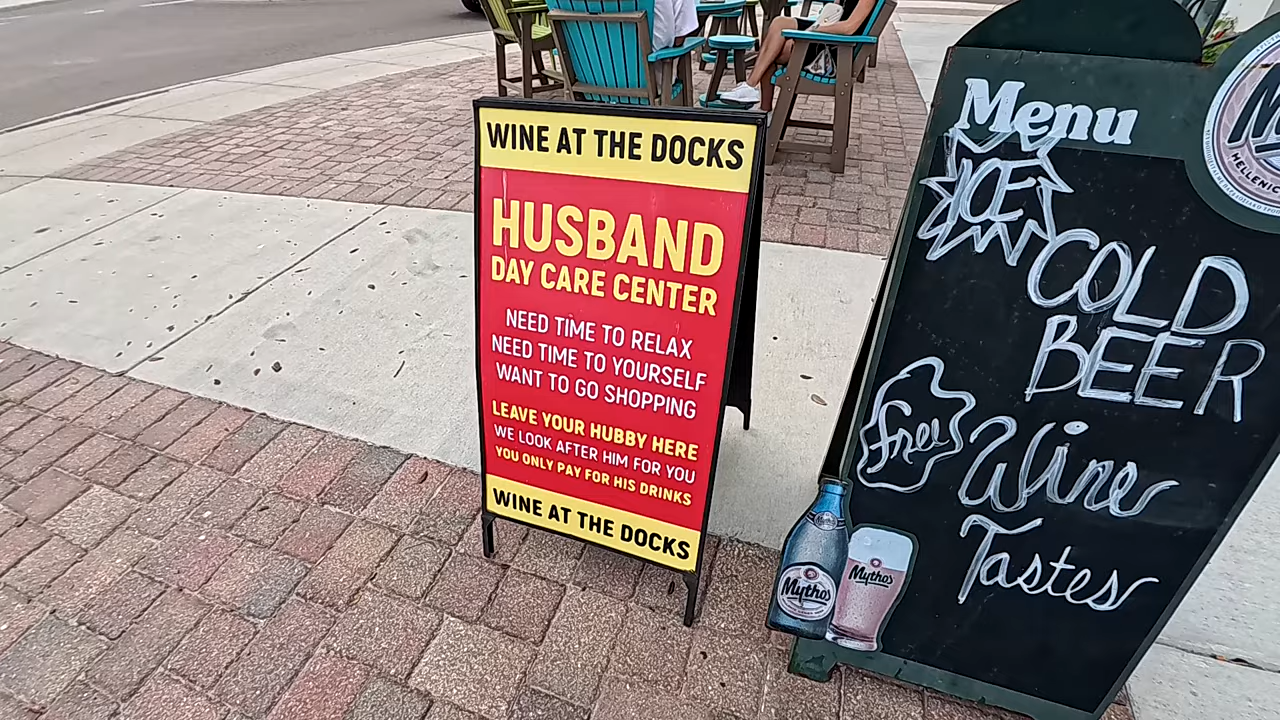 WINE AT THE DOCKS
HUSBAND
DAY CARE CENTER
NEED TIME TO RELAX
NEED TIME TO YOURSELF
WANT TO GO SHOPPING
LEAVE YOUR HUBBY HERE
WE LOOK AFTER HIM FOR YOU
YOU ONLY PAY FOR HIS DRINKS
WINE AT THE DOCKS
Menu
ICE
COLD
BEER
Free
Wine
Tastes
Mythos
Mythos
HELLENIC